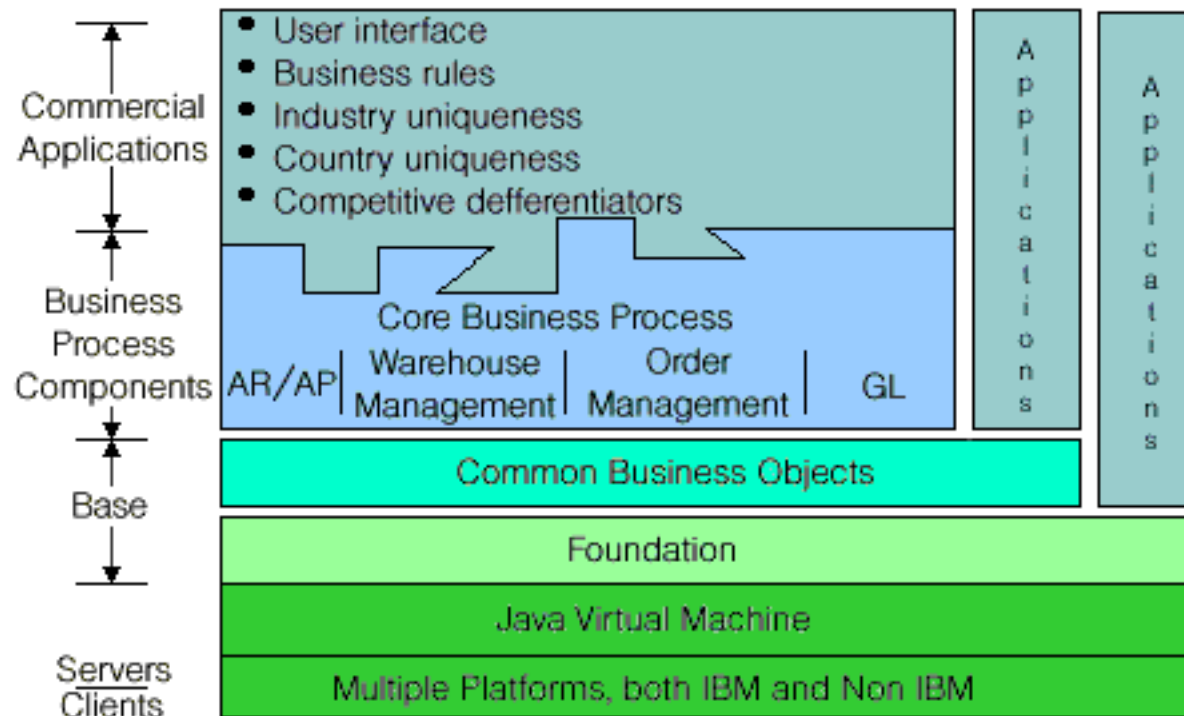 Commercial
Applications
Business
Process
Components
Base
Servers
Clients
• User interface
• Business rules
• Industry uniqueness
• Country uniqueness
• Competitive defferentiators
Core Business Process
AR/AP
Warehouse
Management
Order
Management
GL
Common Business Objects
Foundation
Java Virtual Machine
Multiple Platforms, both IBM and Non IBM
Applications
Applications